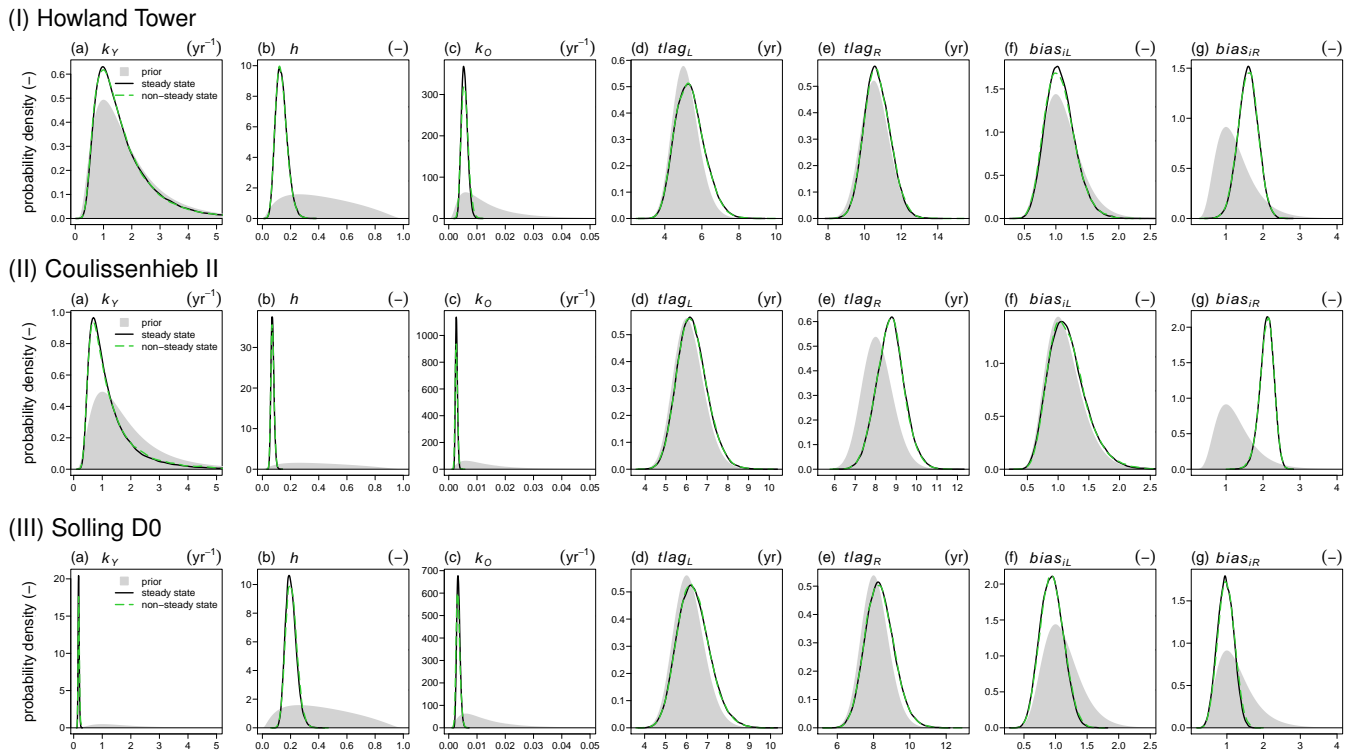 (I) Howland Tower
(a) k_Y (yr⁻¹) (b) h (−) (c) k_O (yr⁻¹) (d) tlag_L (yr) (e) tlag_R (yr) (f) bias_iL (−) (g) bias_iR (−)
probability density (−)
prior
steady state
non−steady state
0.0 0.1 0.2 0.3 0.4 0.5 0.6
0 1 2 3 4 5
0 2 4 6 8 10
0.0 0.2 0.4 0.6 0.8 1.0
0 100 200 300
0.00 0.01 0.02 0.03 0.04 0.05
0.0 0.1 0.2 0.3 0.4 0.5 0.6
4 6 8 10
0.0 0.1 0.2 0.3 0.4 0.5
8 10 12 14
0.0 0.5 1.0 1.5
0.5 1.0 1.5 2.0 2.5
0.0 0.5 1.0 1.5
1 2 3 4
(II) Coulissenhieb II
(a) k_Y (yr⁻¹) (b) h (−) (c) k_O (yr⁻¹) (d) tlag_L (yr) (e) tlag_R (yr) (f) bias_iL (−) (g) bias_iR (−)
probability density (−)
prior
steady state
non−steady state
0.0 0.2 0.4 0.6 0.8 1.0
0 1 2 3 4 5
0 10 20 30
0.0 0.2 0.4 0.6 0.8 1.0
0 200 400 600 800 1000
0.00 0.01 0.02 0.03 0.04 0.05
0.0 0.1 0.2 0.3 0.4 0.5
4 5 6 7 8 9 10
0.0 0.1 0.2 0.3 0.4 0.5 0.6
6 7 8 9 10 11 12
0.0 0.5 1.0
0.5 1.0 1.5 2.0 2.5
0.0 0.5 1.0 1.5 2.0
1 2 3 4
(III) Solling D0
(a) k_Y (yr⁻¹) (b) h (−) (c) k_O (yr⁻¹) (d) tlag_L (yr) (e) tlag_R (yr) (f) bias_iL (−) (g) bias_iR (−)
probability density (−)
prior
steady state
non−steady state
0 5 10 15 20
0 1 2 3 4 5
0 2 4 6 8 10
0.0 0.2 0.4 0.6 0.8 1.0
0 100 200 300 400 500 600 700
0.00 0.01 0.02 0.03 0.04 0.05
0.0 0.1 0.2 0.3 0.4 0.5
4 5 6 7 8 9 10
0.0 0.1 0.2 0.3 0.4 0.5
6 8 10 12
0.0 0.5 1.0 1.5 2.0
0.0 0.5 1.0 1.5 2.0 2.5
0.0 0.5 1.0 1.5
1 2 3 4